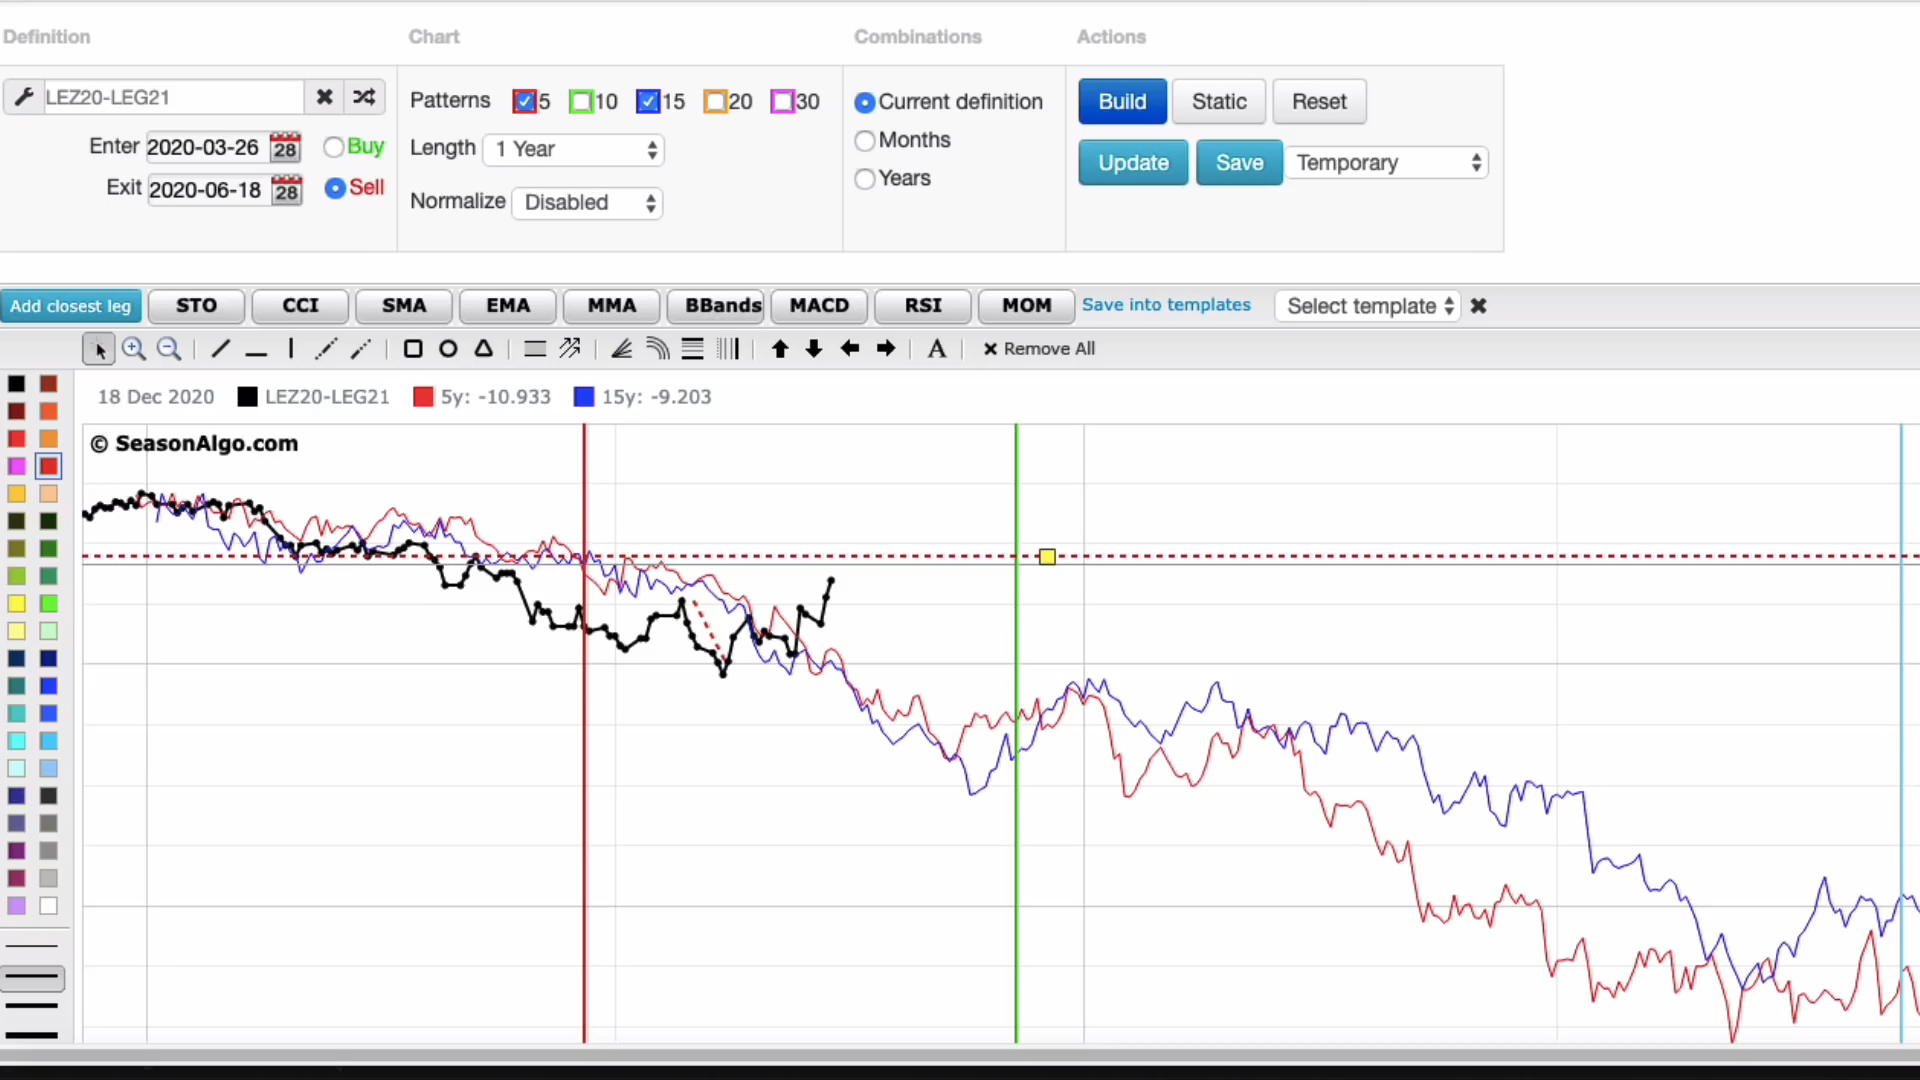 Definition Chart Combinations Actions
LEZ20-LEG21 Patterns 5 10 15 20 30 Current definition Build Static Reset
Enter 2020-03-26 28 Buy Length 1 Year Months
Exit 2020-06-18 28 Sell Normalize Disabled Years Update Save Temporary
Add closest leg STO CCI SMA EMA MMA BBands MACD RSI MOM Save into templates Select template
A Remove All
18 Dec 2020 LEZ20-LEG21 5y: -10.933 15y: -9.203
© SeasonAlgo.com